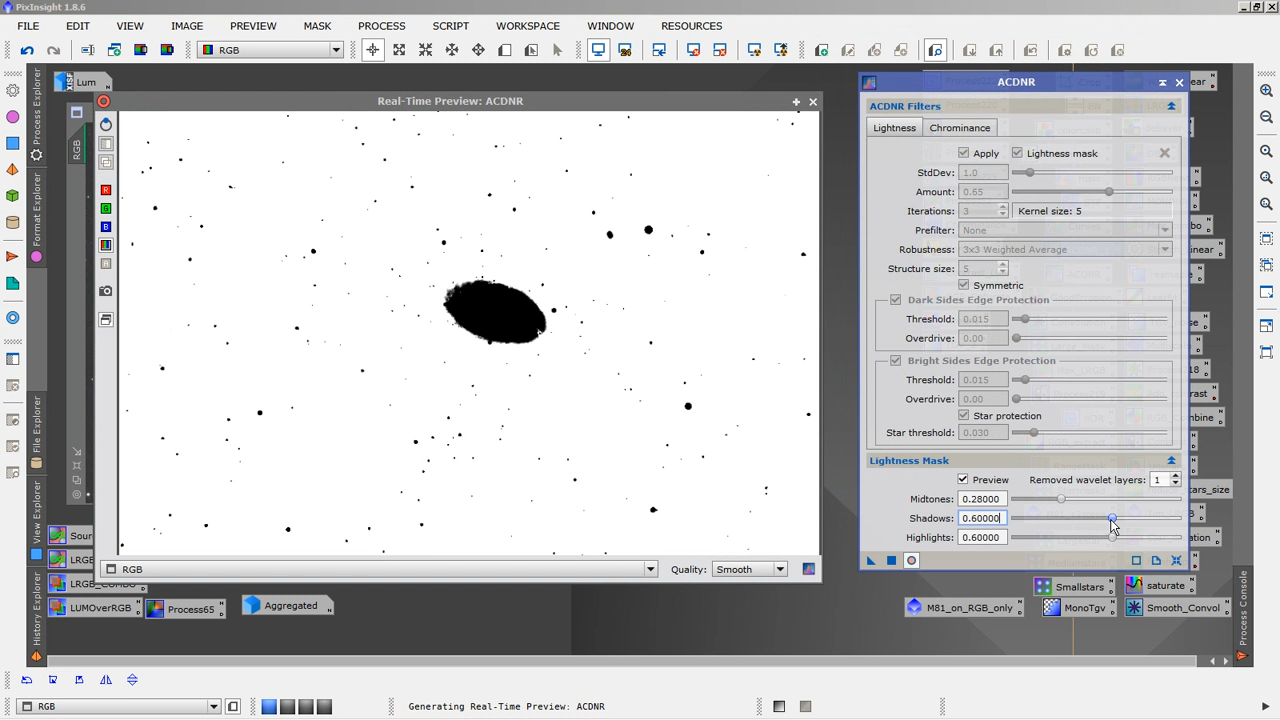 PixInsight 1.8.6
FILE EDIT VIEW IMAGE PREVIEW MASK PROCESS SCRIPT WORKSPACE WINDOW RESOURCES
RGB
Process Explorer
Format Explorer
File Explorer
History Explorer
Lum
RGB
Real-Time Preview: ACDNR
R
G
B
RGB
Quality: Smooth
ACDNR
ACDNR Filters
Lightness Chrominance
Apply Lightness mask
StdDev: 1.0
Amount: 0.65
Iterations: 3 Kernel size: 5
Prefilter: None
Robustness: 3x3 Weighted Average
Structure size: 5
Symmetric
Dark Sides Edge Protection
Threshold: 0.015
Overdrive: 0.00
Bright Sides Edge Protection
Threshold: 0.015
Overdrive: 0.00
Star protection
Star threshold: 0.030
Lightness Mask
Preview Removed wavelet layers: 1
Midtones: 0.28000
Shadows: 0.60000
Highlights: 0.60000
Sour
LRGB
LRGB_COMBO
LUMOverRGB Process65 Aggregated
Smallstars saturate
M81_on_RGB_only MonoTgv Smooth_Convol
Process Console
RGB
Generating Real-Time Preview: ACDNR